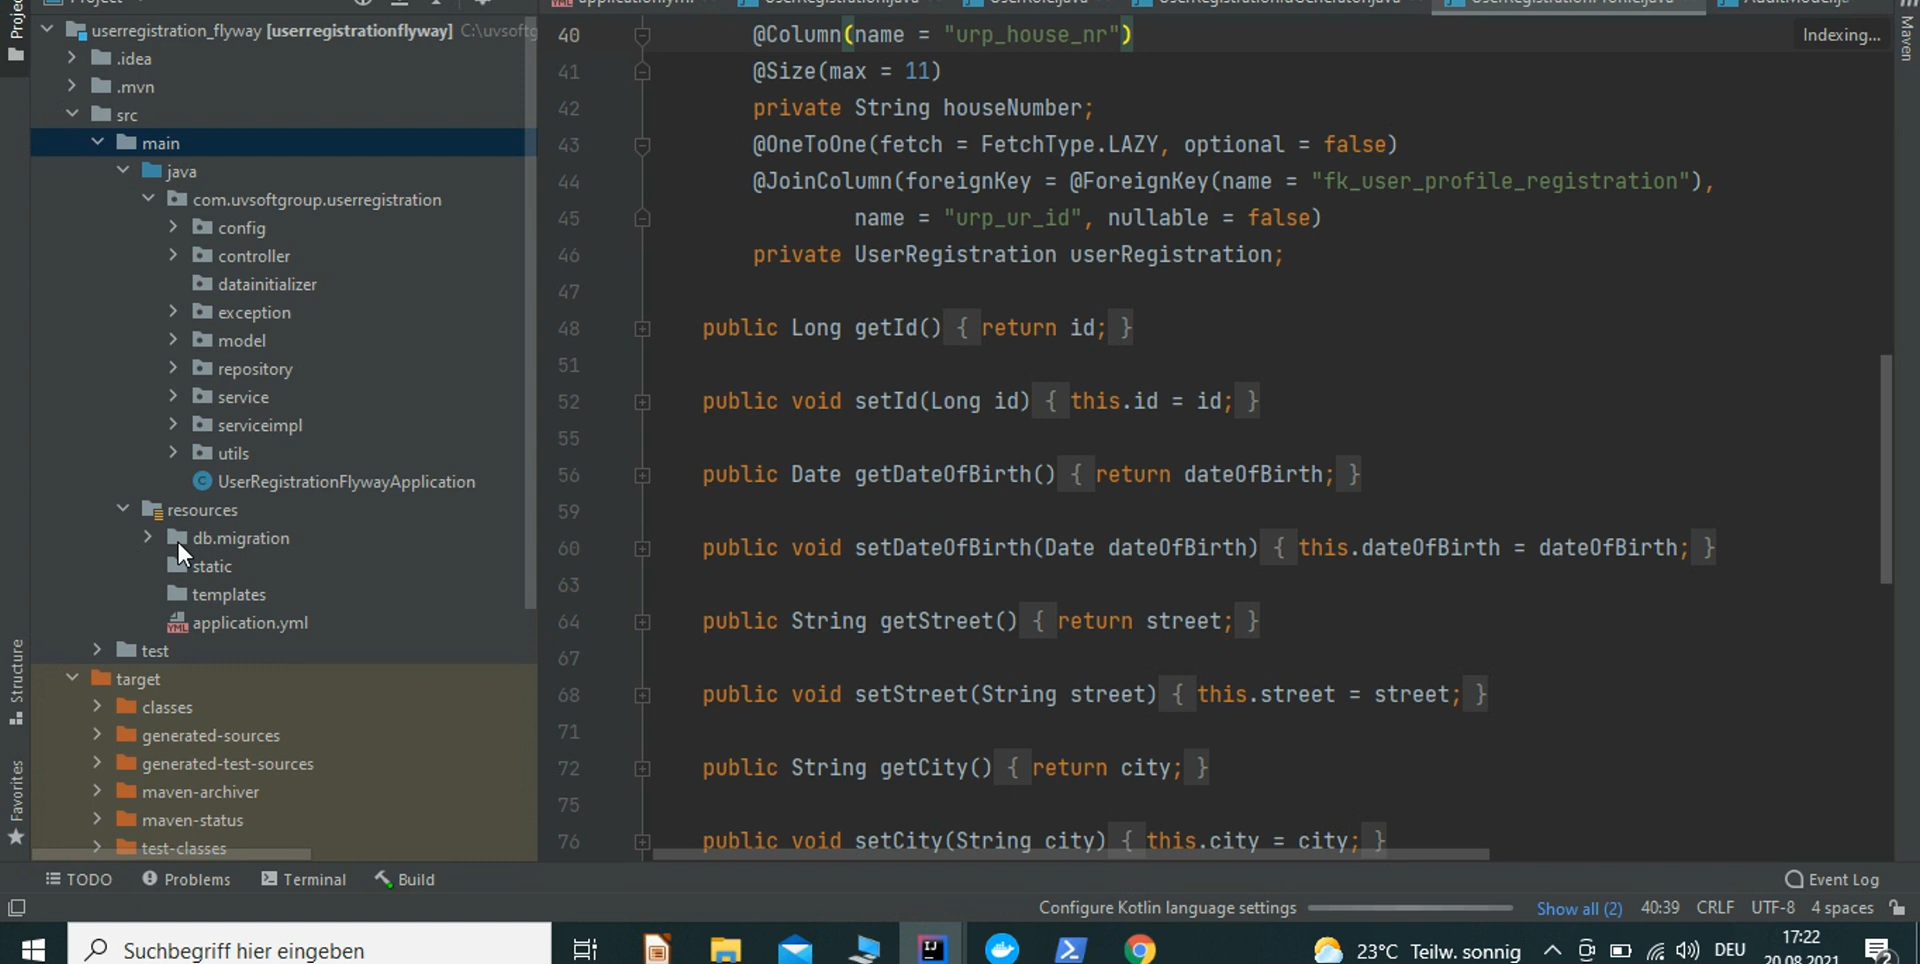 Project
application.yml
userregistration_flyway [userregistrationflyway] C:\uvsoftg
.idea
.mvn
src
main
java
com.uvsoftgroup.userregistration
config
controller
datainitializer
exception
model
repository
service
serviceimpl
utils
UserRegistrationFlywayApplication
resources
db.migration
static
templates
application.yml
test
target
classes
generated-sources
generated-test-sources
maven-archiver
maven-status
test-classes
Structure
Favorites
Maven
Indexing...
40 @Column(name = "urp_house_nr")
41 @Size(max = 11)
42 private String houseNumber;
43 @OneToOne(fetch = FetchType.LAZY, optional = false)
44 @JoinColumn(foreignKey = @ForeignKey(name = "fk_user_profile_registration"),
45 name = "urp_ur_id", nullable = false)
46 private UserRegistration userRegistration;
47
48 public Long getId() { return id; }
51
52 public void setId(Long id) { this.id = id; }
55
56 public Date getDateOfBirth() { return dateOfBirth; }
59
60 public void setDateOfBirth(Date dateOfBirth) { this.dateOfBirth = dateOfBirth; }
63
64 public String getStreet() { return street; }
67
68 public void setStreet(String street) { this.street = street; }
71
72 public String getCity() { return city; }
75
76 public void setCity(String city) { this.city = city; }
TODO Problems Terminal Build Event Log
Configure Kotlin language settings Show all (2) 40:39 CRLF UTF-8 4 spaces
Suchbegriff hier eingeben 23°C Teilw. sonnig DEU 17:22
20.08.2021
2